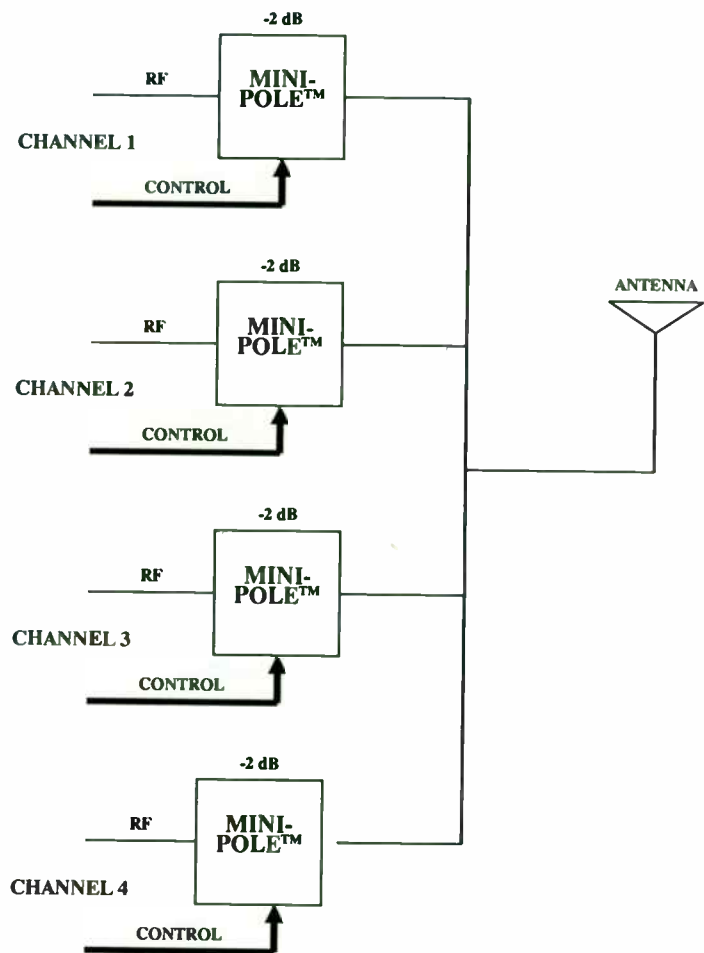 -2 dB
MINI-
POLE™
RF
CHANNEL 1
CONTROL
-2 dB
MINI-
POLE™
RF
CHANNEL 2
CONTROL
ANTENNA
-2 dB
MINI-
POLE™
RF
CHANNEL 3
CONTROL
-2 dB
MINI-
POLE™
RF
CHANNEL 4
CONTROL